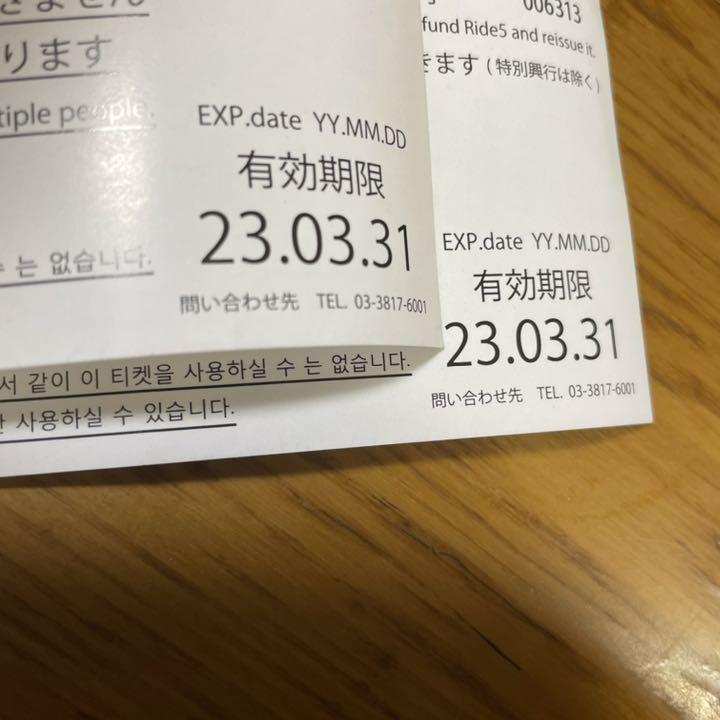 きません
ります
tiple people.
EXP.date YY.MM.DD
有効期限
23.03.31
는 없습니다.
問い合わせ先 TEL. 03-3817-6001
006313
fund Ride5 and reissue it.
きます (特別興行は除く)
EXP.date YY.MM.DD
有効期限
23.03.31
問い合わせ先 TEL. 03-3817-6001
서 같이 이 티켓을 사용하실 수 는 없습니다.
사용하실 수 있습니다.